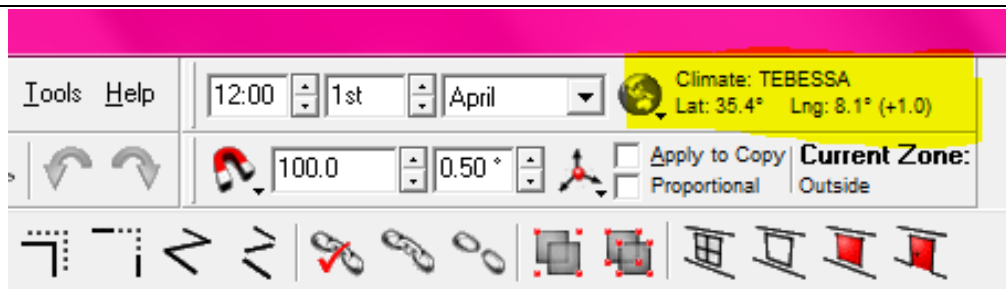 Tools Help
12:00 1st April
Climate: TEBESSA
Lat: 35.4° Lng: 8.1° (+1.0)
100.0 0.50 °
Apply to Copy
Proportional
Current Zone:
Outside